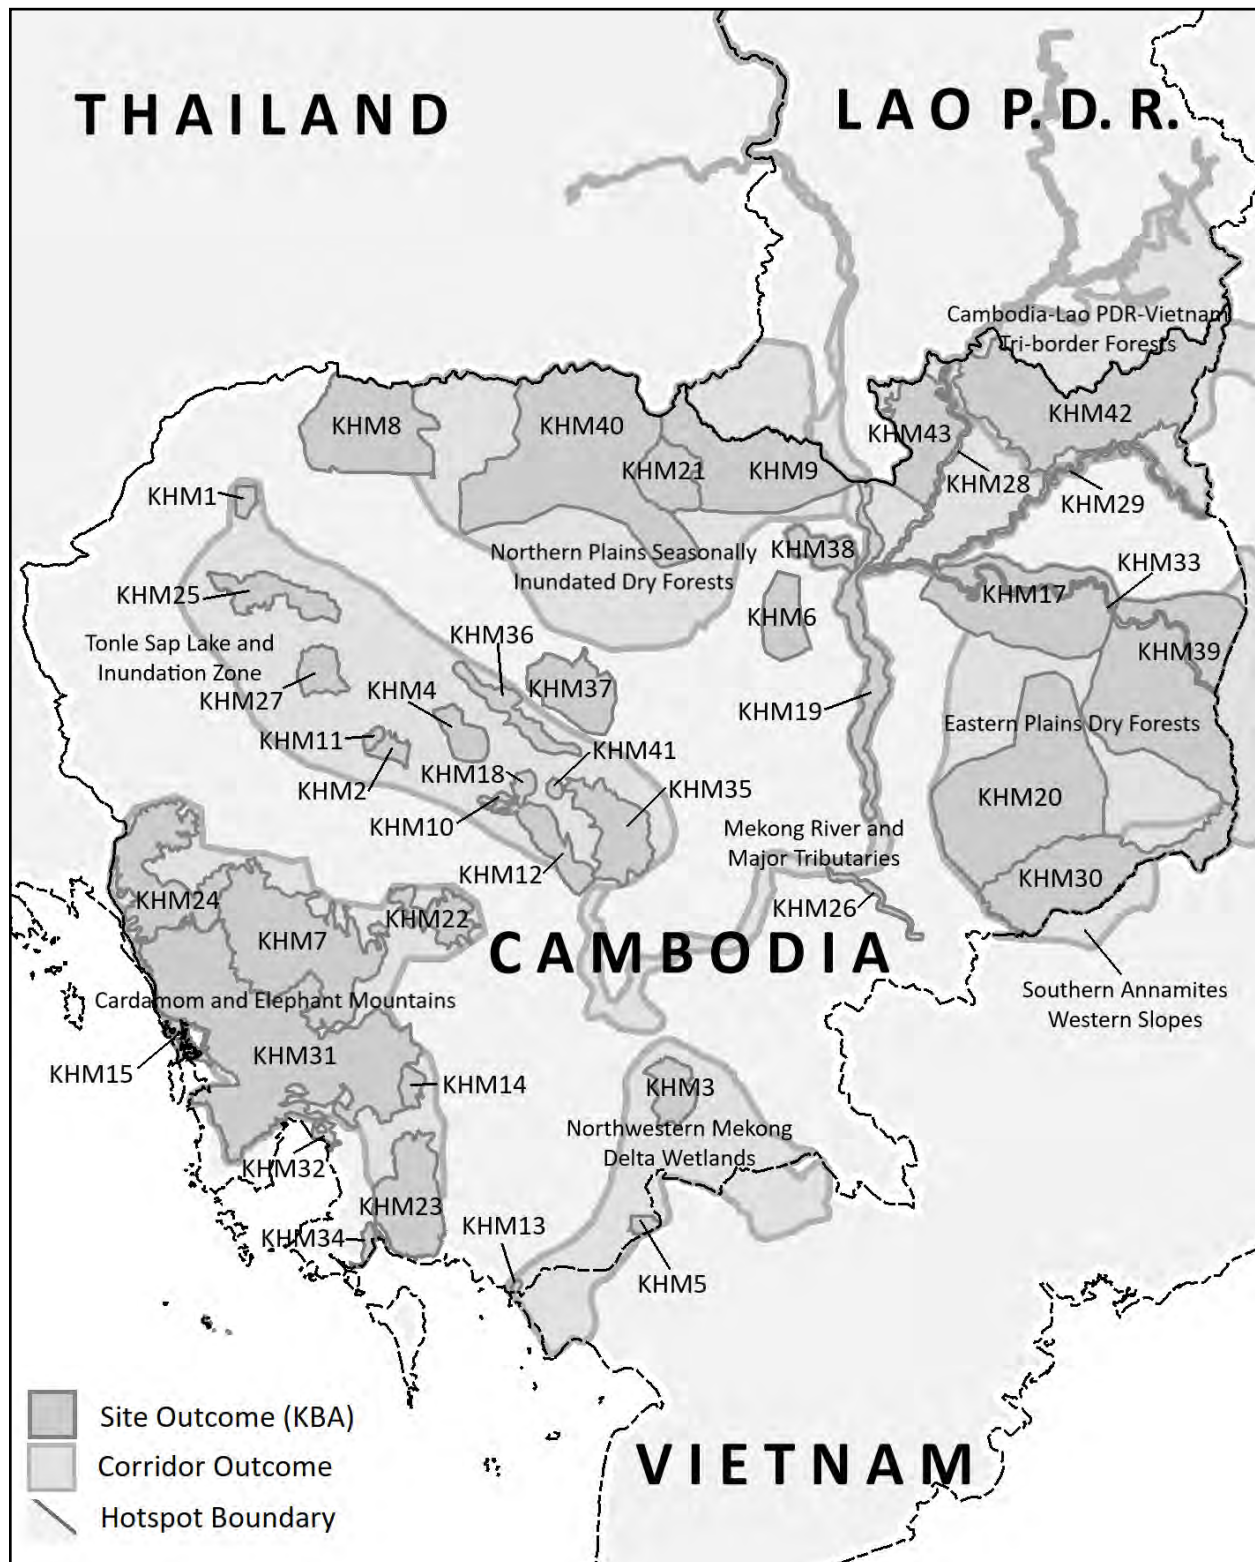 THAILAND
LAO P.D.R.
Cambodia-Lao PDR-Vietnam
Tri-border Forests
KHM8
KHM40
KHM42
KHM43
KHM21
KHM9
KHM28
KHM29
KHM1
Northern Plains Seasonally
Inundated Dry Forests
KHM38
KHM33
KHM25
KHM17
KHM6
KHM36
Tonle Sap Lake and
Inundation Zone
KHM39
KHM27
KHM4
KHM37
KHM19
Eastern Plains Dry Forests
KHM11
KHM41
KHM2
KHM18
KHM35
KHM20
KHM10
Mekong River and
Major Tributaries
KHM12
KHM30
KHM24
KHM22
KHM26
KHM7
CAMBODIA
Cardamom and Elephant Mountains
Southern Annamites
Western Slopes
KHM15
KHM31
KHM14
KHM3
Northwestern Mekong
Delta Wetlands
KHM32
KHM23
KHM34
KHM13
KHM5
Site Outcome (KBA)
Corridor Outcome
Hotspot Boundary
VIETNAM